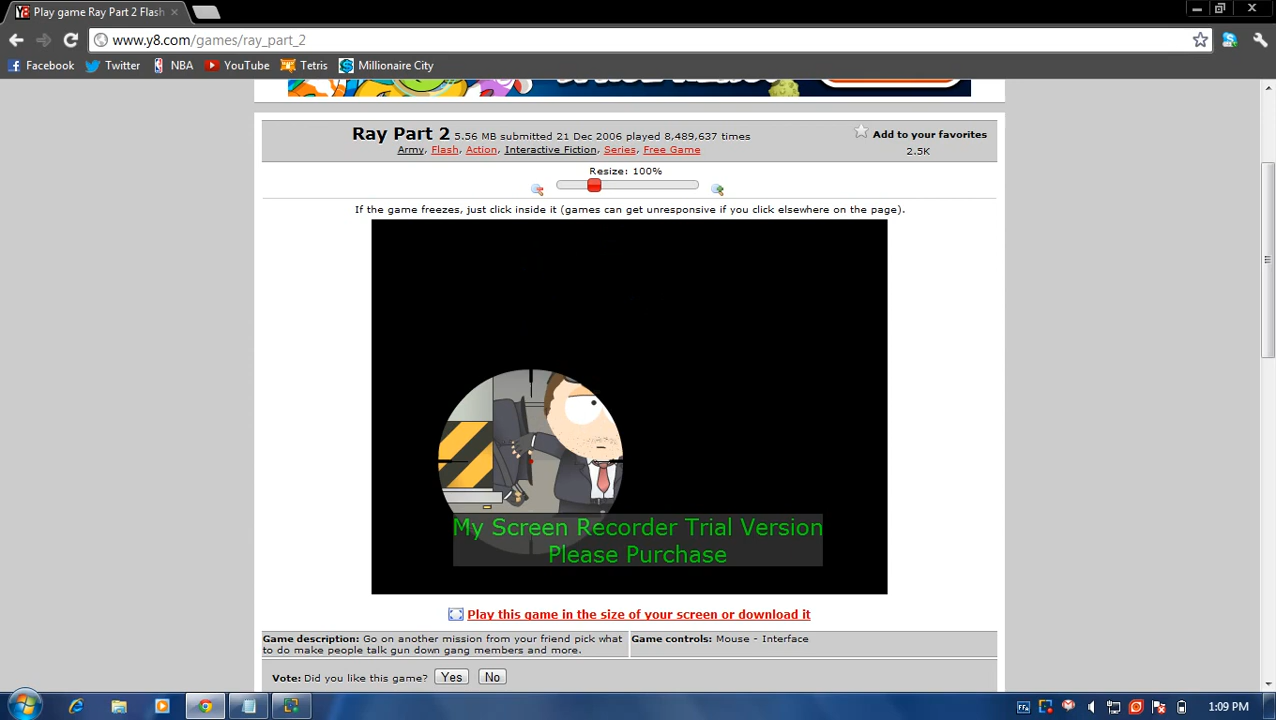 Play game Ray Part 2 Flash
www.y8.com/games/ray_part_2
Facebook Twitter NBA YouTube Tetris Millionaire City
Ray Part 2 5.56 MB submitted 21 Dec 2006 played 8,489,637 times
Add to your favorites
Army, Flash, Action, Interactive Fiction, Series, Free Game
2.5K
Resize: 100%
If the game freezes, just click inside it (games can get unresponsive if you click elsewhere on the page).
My Screen Recorder Trial Version
Please Purchase
Play this game in the size of your screen or download it
Game description: Go on another mission from your friend pick what
to do make people talk gun down gang members and more.
Game controls: Mouse - Interface
Vote: Did you like this game? Yes No
1:09 PM